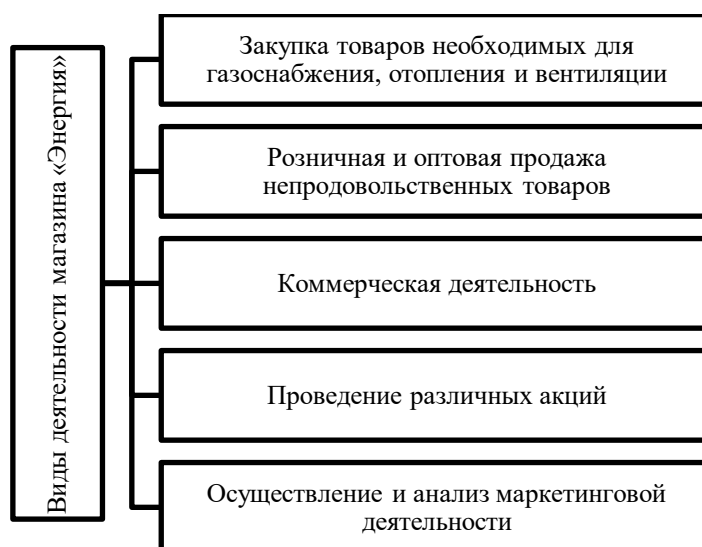 Виды деятельности магазина «Энергия»
Закупка товаров необходимых для
газоснабжения, отопления и вентиляции
Розничная и оптовая продажа
непродовольственных товаров
Коммерческая деятельность
Проведение различных акций
Осуществление и анализ маркетинговой
деятельности